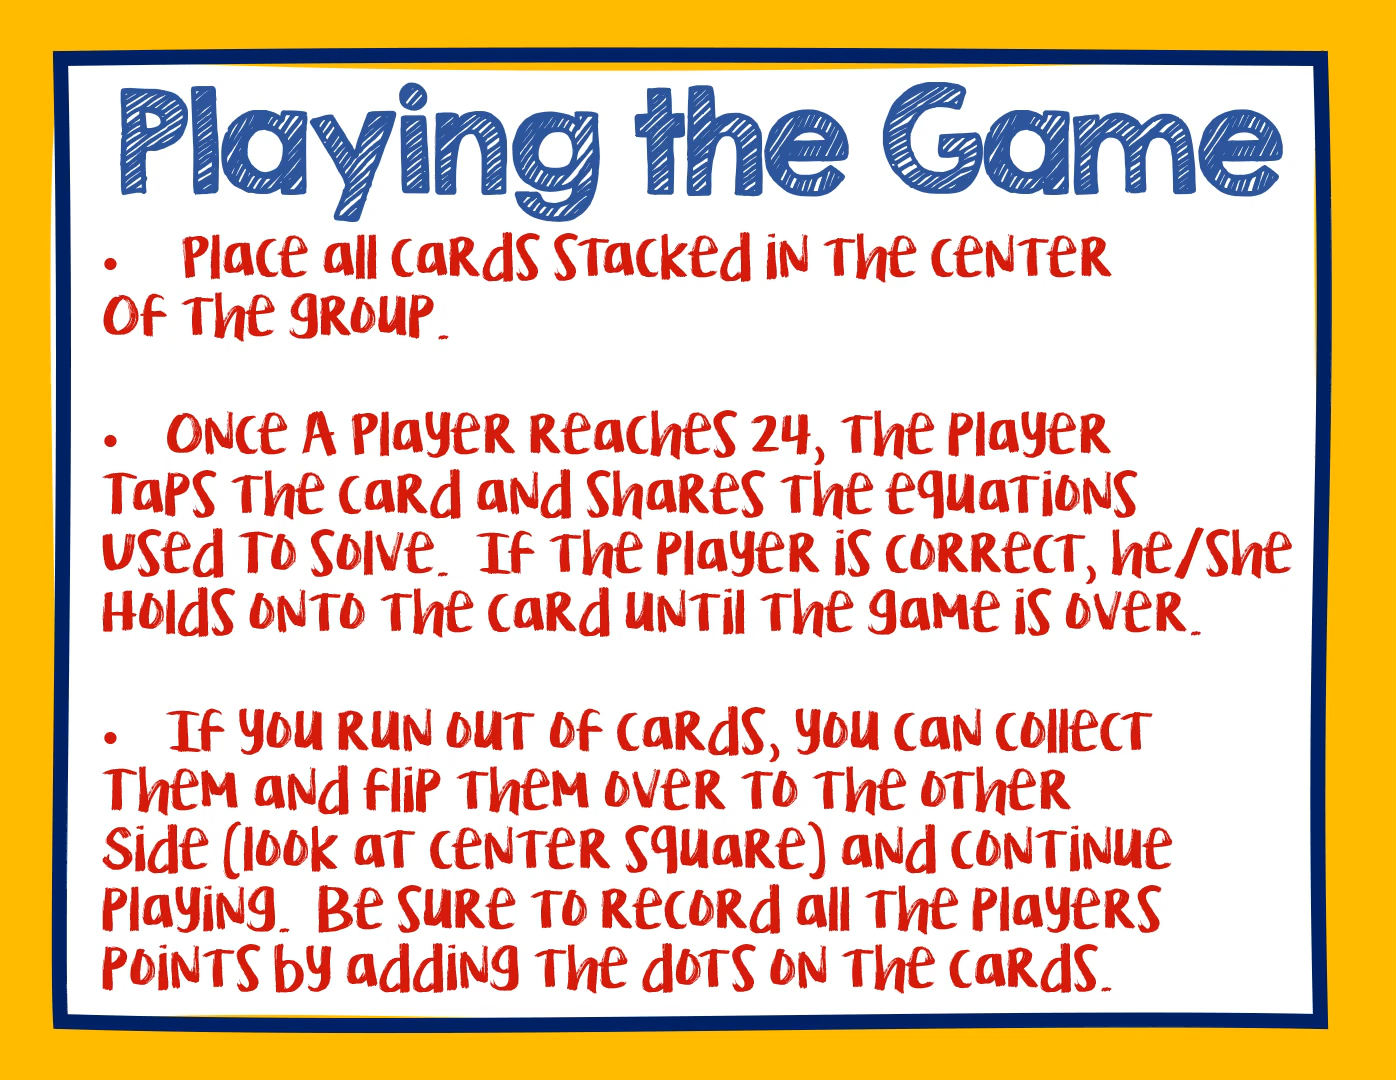 Playing the Game
• Place all cards stacked in the center
of the group.
• Once A player reaches 24, the player
taps the card and shares the equations
used to solve. If the player is correct, he/she
holds onto the card until the game is over.
• If you run out of cards, you can collect
them and flip them over to the other
side (look at center square) and continue
playing. Be sure to record all the players
points by adding the dots on the cards.